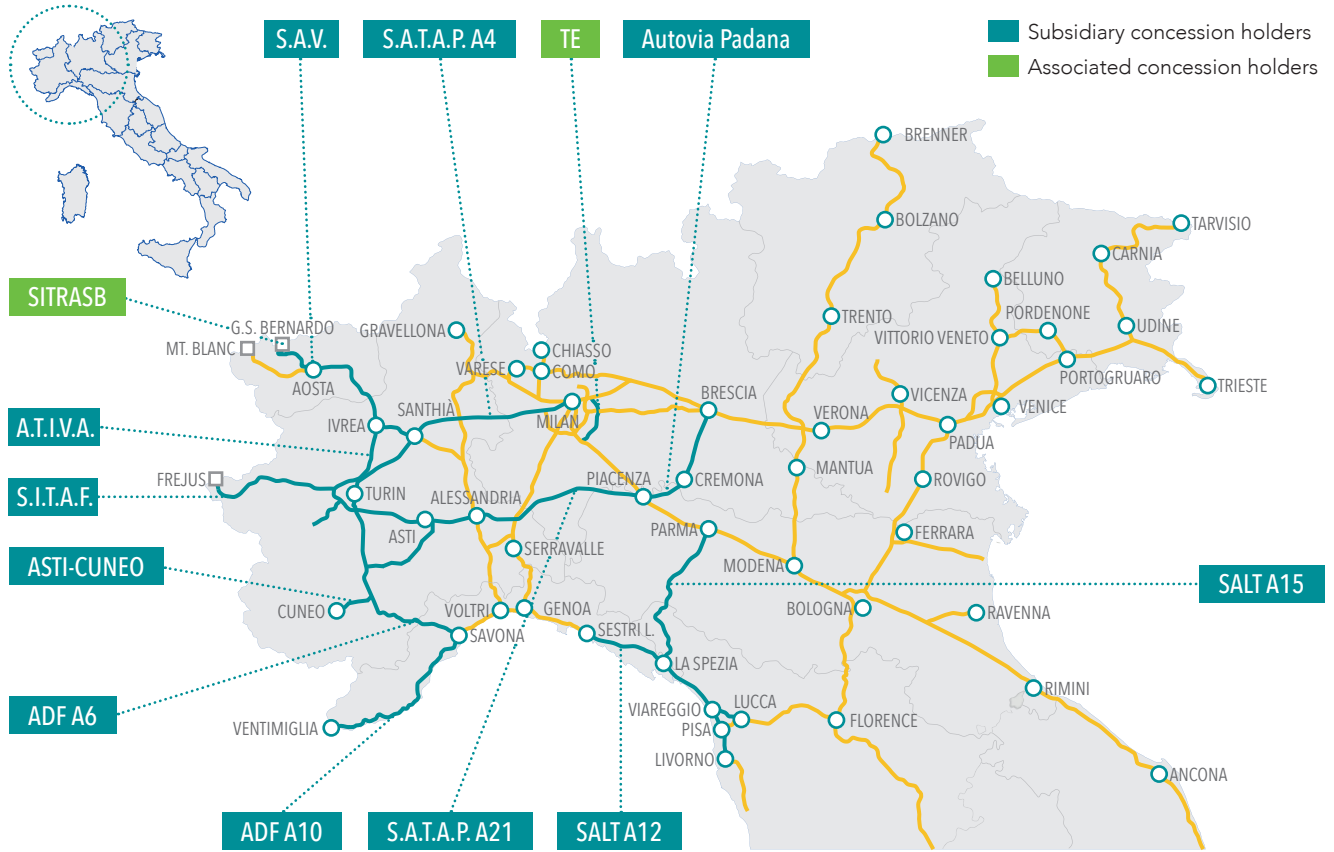 S.A.V.
S.A.T.A.P. A4
TE
Autovia Padana
Subsidiary concession holders
Associated concession holders
BRENNER
BOLZANO
TARVISIO
CARNIA
BELLUNO
SITRASB
PORDENONE
TRENTO
UDINE
G.S. BERNARDO
GRAVELLONA
VITTORIO VENETO
MT. BLANC
CHIASSO
VARESE
COMO
PORTOGRUARO
AOSTA
BRESCIA
TRIESTE
VICENZA
SANTHIÀ
VERONA
VENICE
A.T.I.V.A.
IVREA
MILAN
PADUA
MANTUA
FREJUS
PIACENZA
CREMONA
ROVIGO
S.I.T.A.F.
TURIN
ALESSANDRIA
PARMA
FERRARA
ASTI
SERRAVALLE
ASTI-CUNEO
MODENA
SALT A15
CUNEO
VOLTRI
GENOA
BOLOGNA
RAVENNA
SAVONA
SESTRI L.
LA SPEZIA
RIMINI
ADF A6
VIAREGGIO
LUCCA
VENTIMIGLIA
PISA
FLORENCE
LIVORNO
ANCONA
ADF A10
S.A.T.A.P. A21
SALT A12